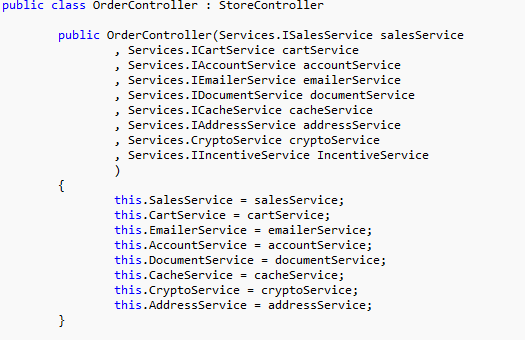 public class OrderController : StoreController
public OrderController(Services.ISalesService salesService
, Services.ICartService cartService
, Services.IAccountService accountService
, Services.IEmailerService emailerService
, Services.IDocumentService documentService
, Services.ICacheService cacheService
, Services.IAddressService addressService
, Services.CryptoService cryptoService
, Services.IIncentiveService IncentiveService
)
{
this.SalesService = salesService;
this.CartService = cartService;
this.EmailerService = emailerService;
this.AccountService = accountService;
this.DocumentService = documentService;
this.CacheService = cacheService;
this.CryptoService = cryptoService;
this.AddressService = addressService;
}